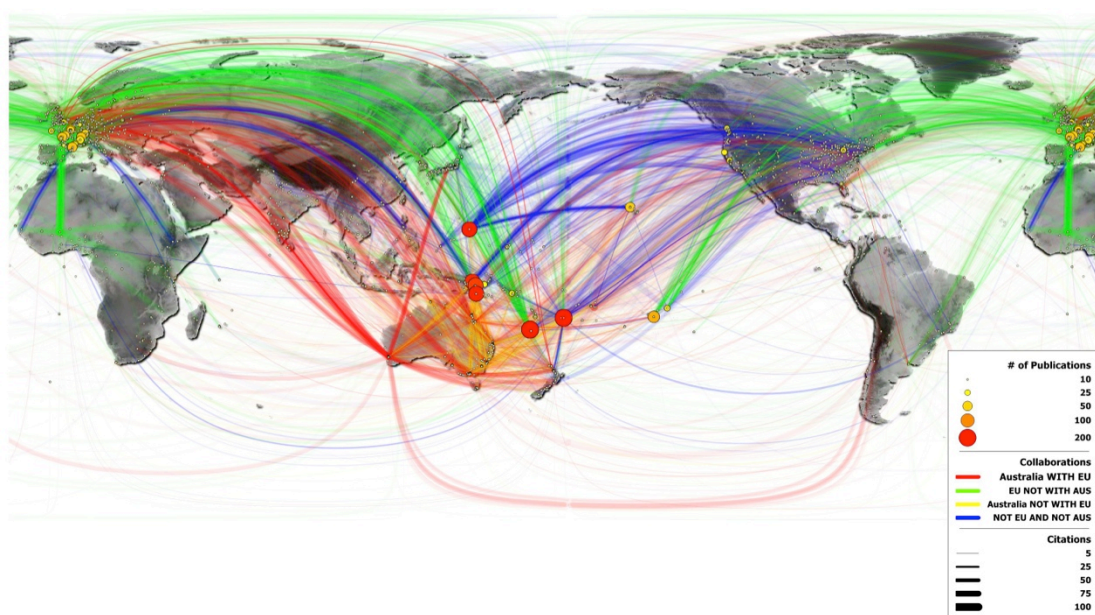 # of Publications
10
25
50
100
200
Collaborations
Australia WITH EU
EU NOT WITH AUS
Australia NOT WITH EU
NOT EU AND NOT AUS
Citations
5
25
50
75
100